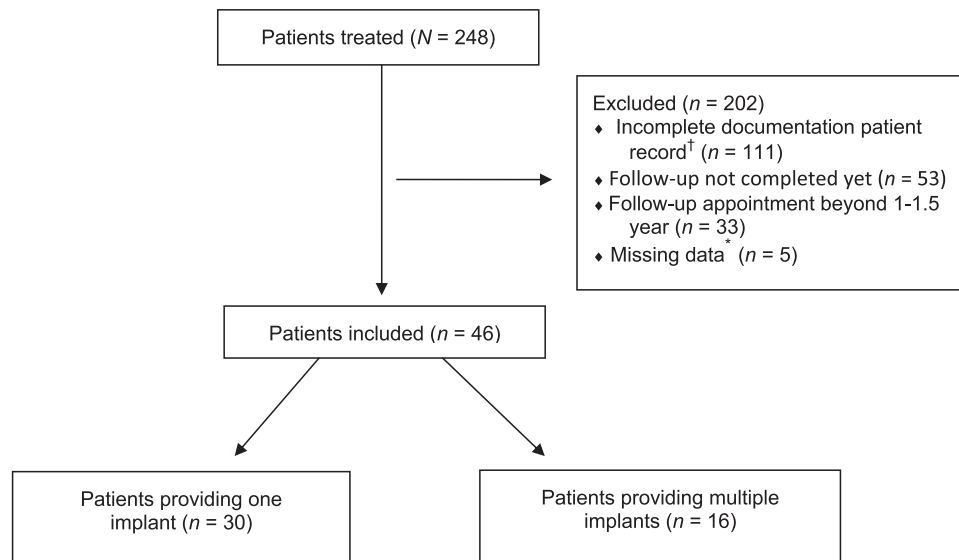 Patients treated (N = 248)
Excluded (n = 202)
♦ Incomplete documentation patient
record† (n = 111)
♦ Follow-up not completed yet (n = 53)
♦ Follow-up appointment beyond 1-1.5
year (n = 33)
♦ Missing data* (n = 5)
Patients included (n = 46)
Patients providing one
implant (n = 30)
Patients providing multiple
implants (n = 16)